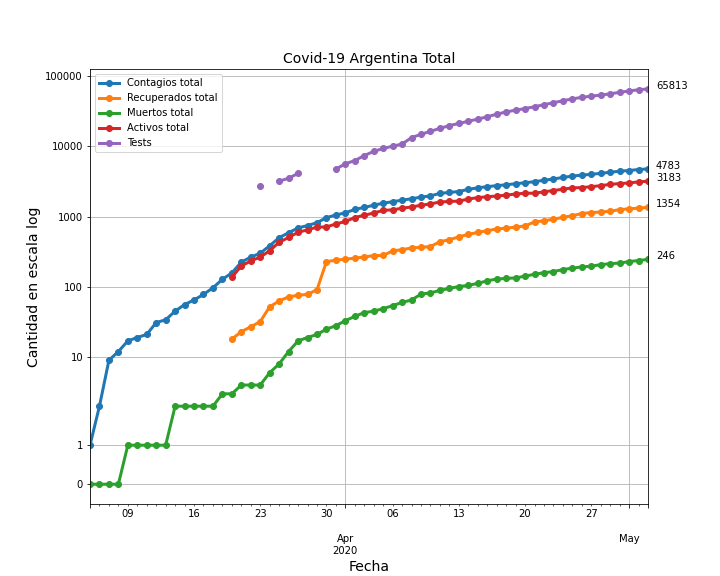 Covid-19 Argentina Total
Contagios total
Recuperados total
Muertos total
Activos total
Tests
Cantidad en escala log
100000
10000
1000
100
10
1
0
65813
4783
3183
1354
246
09 16 23 30 06 13 20 27
Apr May
2020
Fecha